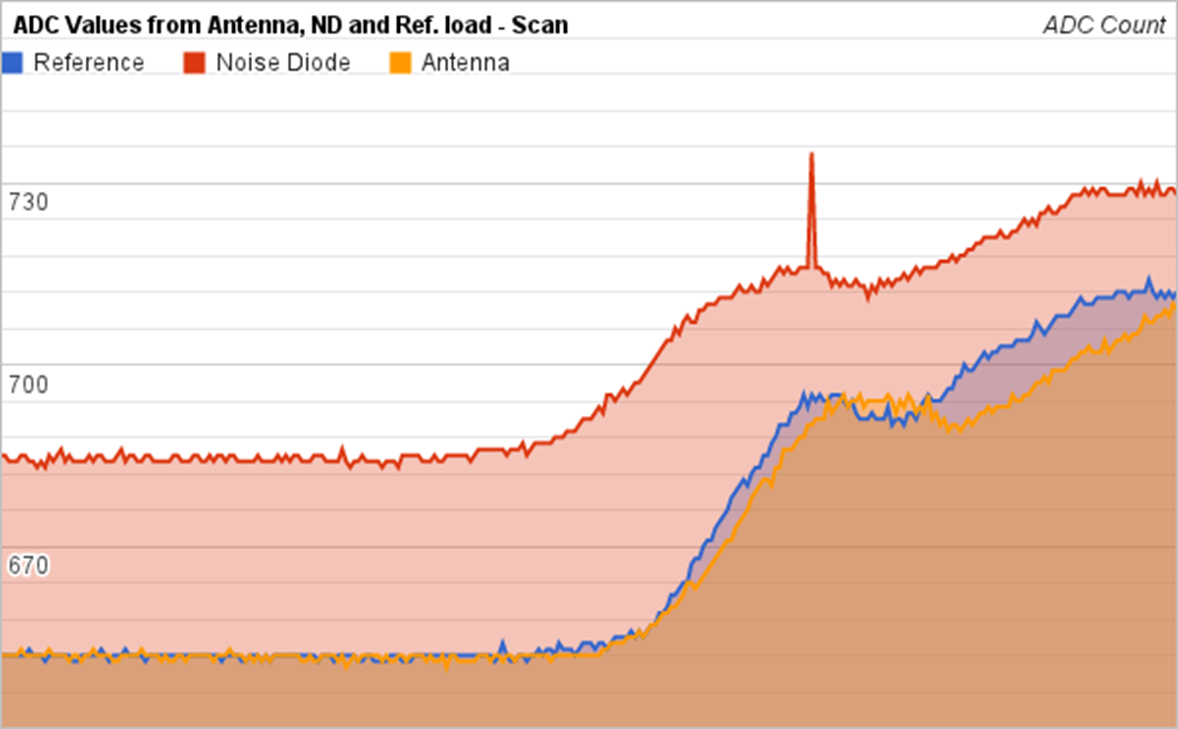 ADC Values from Antenna, ND and Ref. load - Scan
ADC Count
Reference Noise Diode Antenna
730
700
670